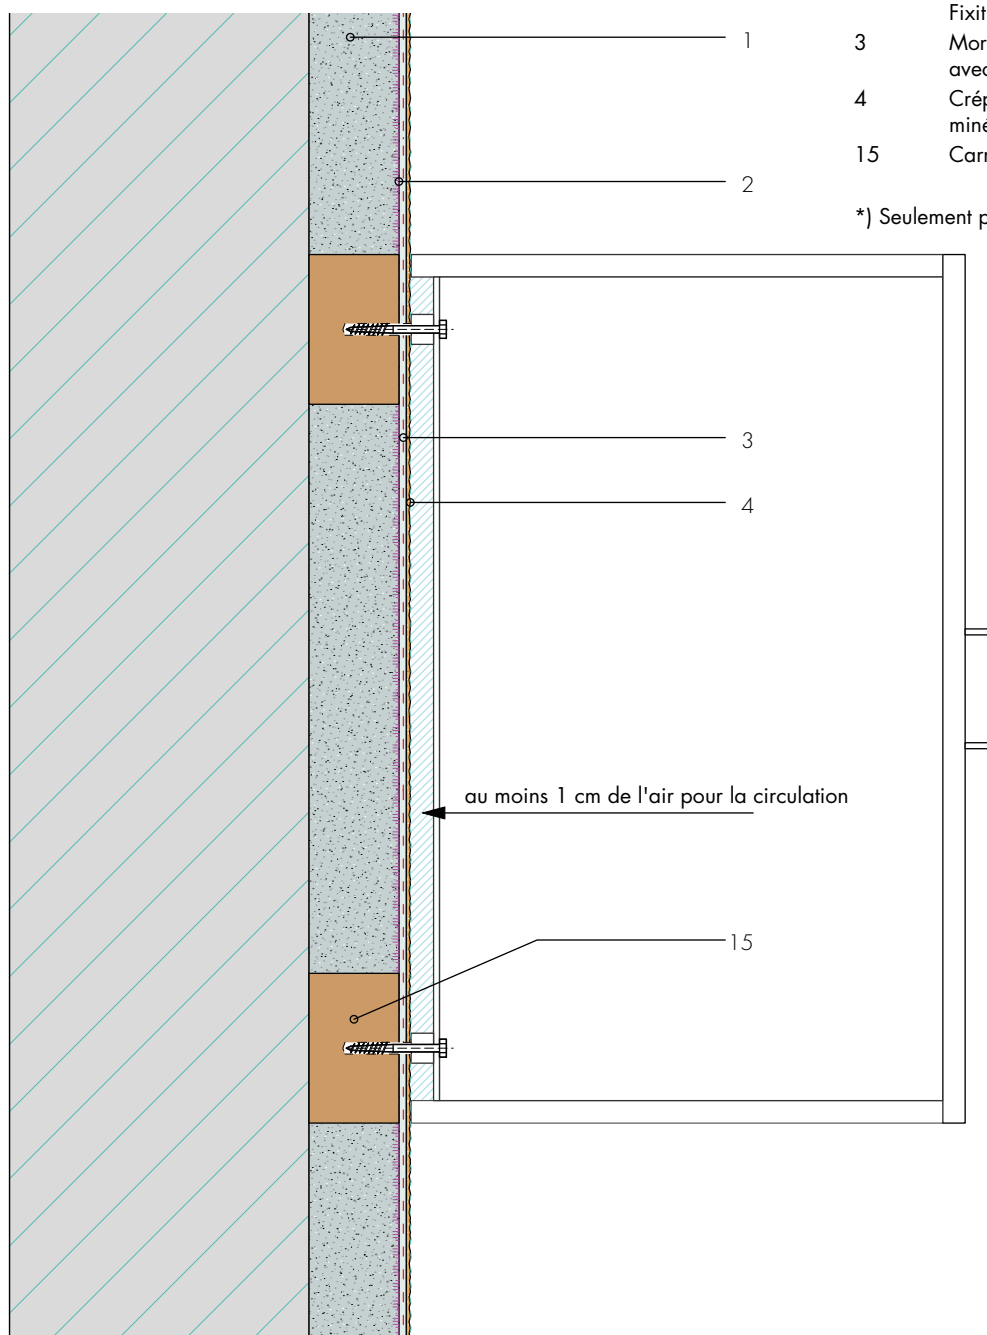 Fixit
1
3 Mor
avec
4 Crép
miné
15 Carr
2
*) Seulement p
3
4
au moins 1 cm de l'air pour la circulation
15